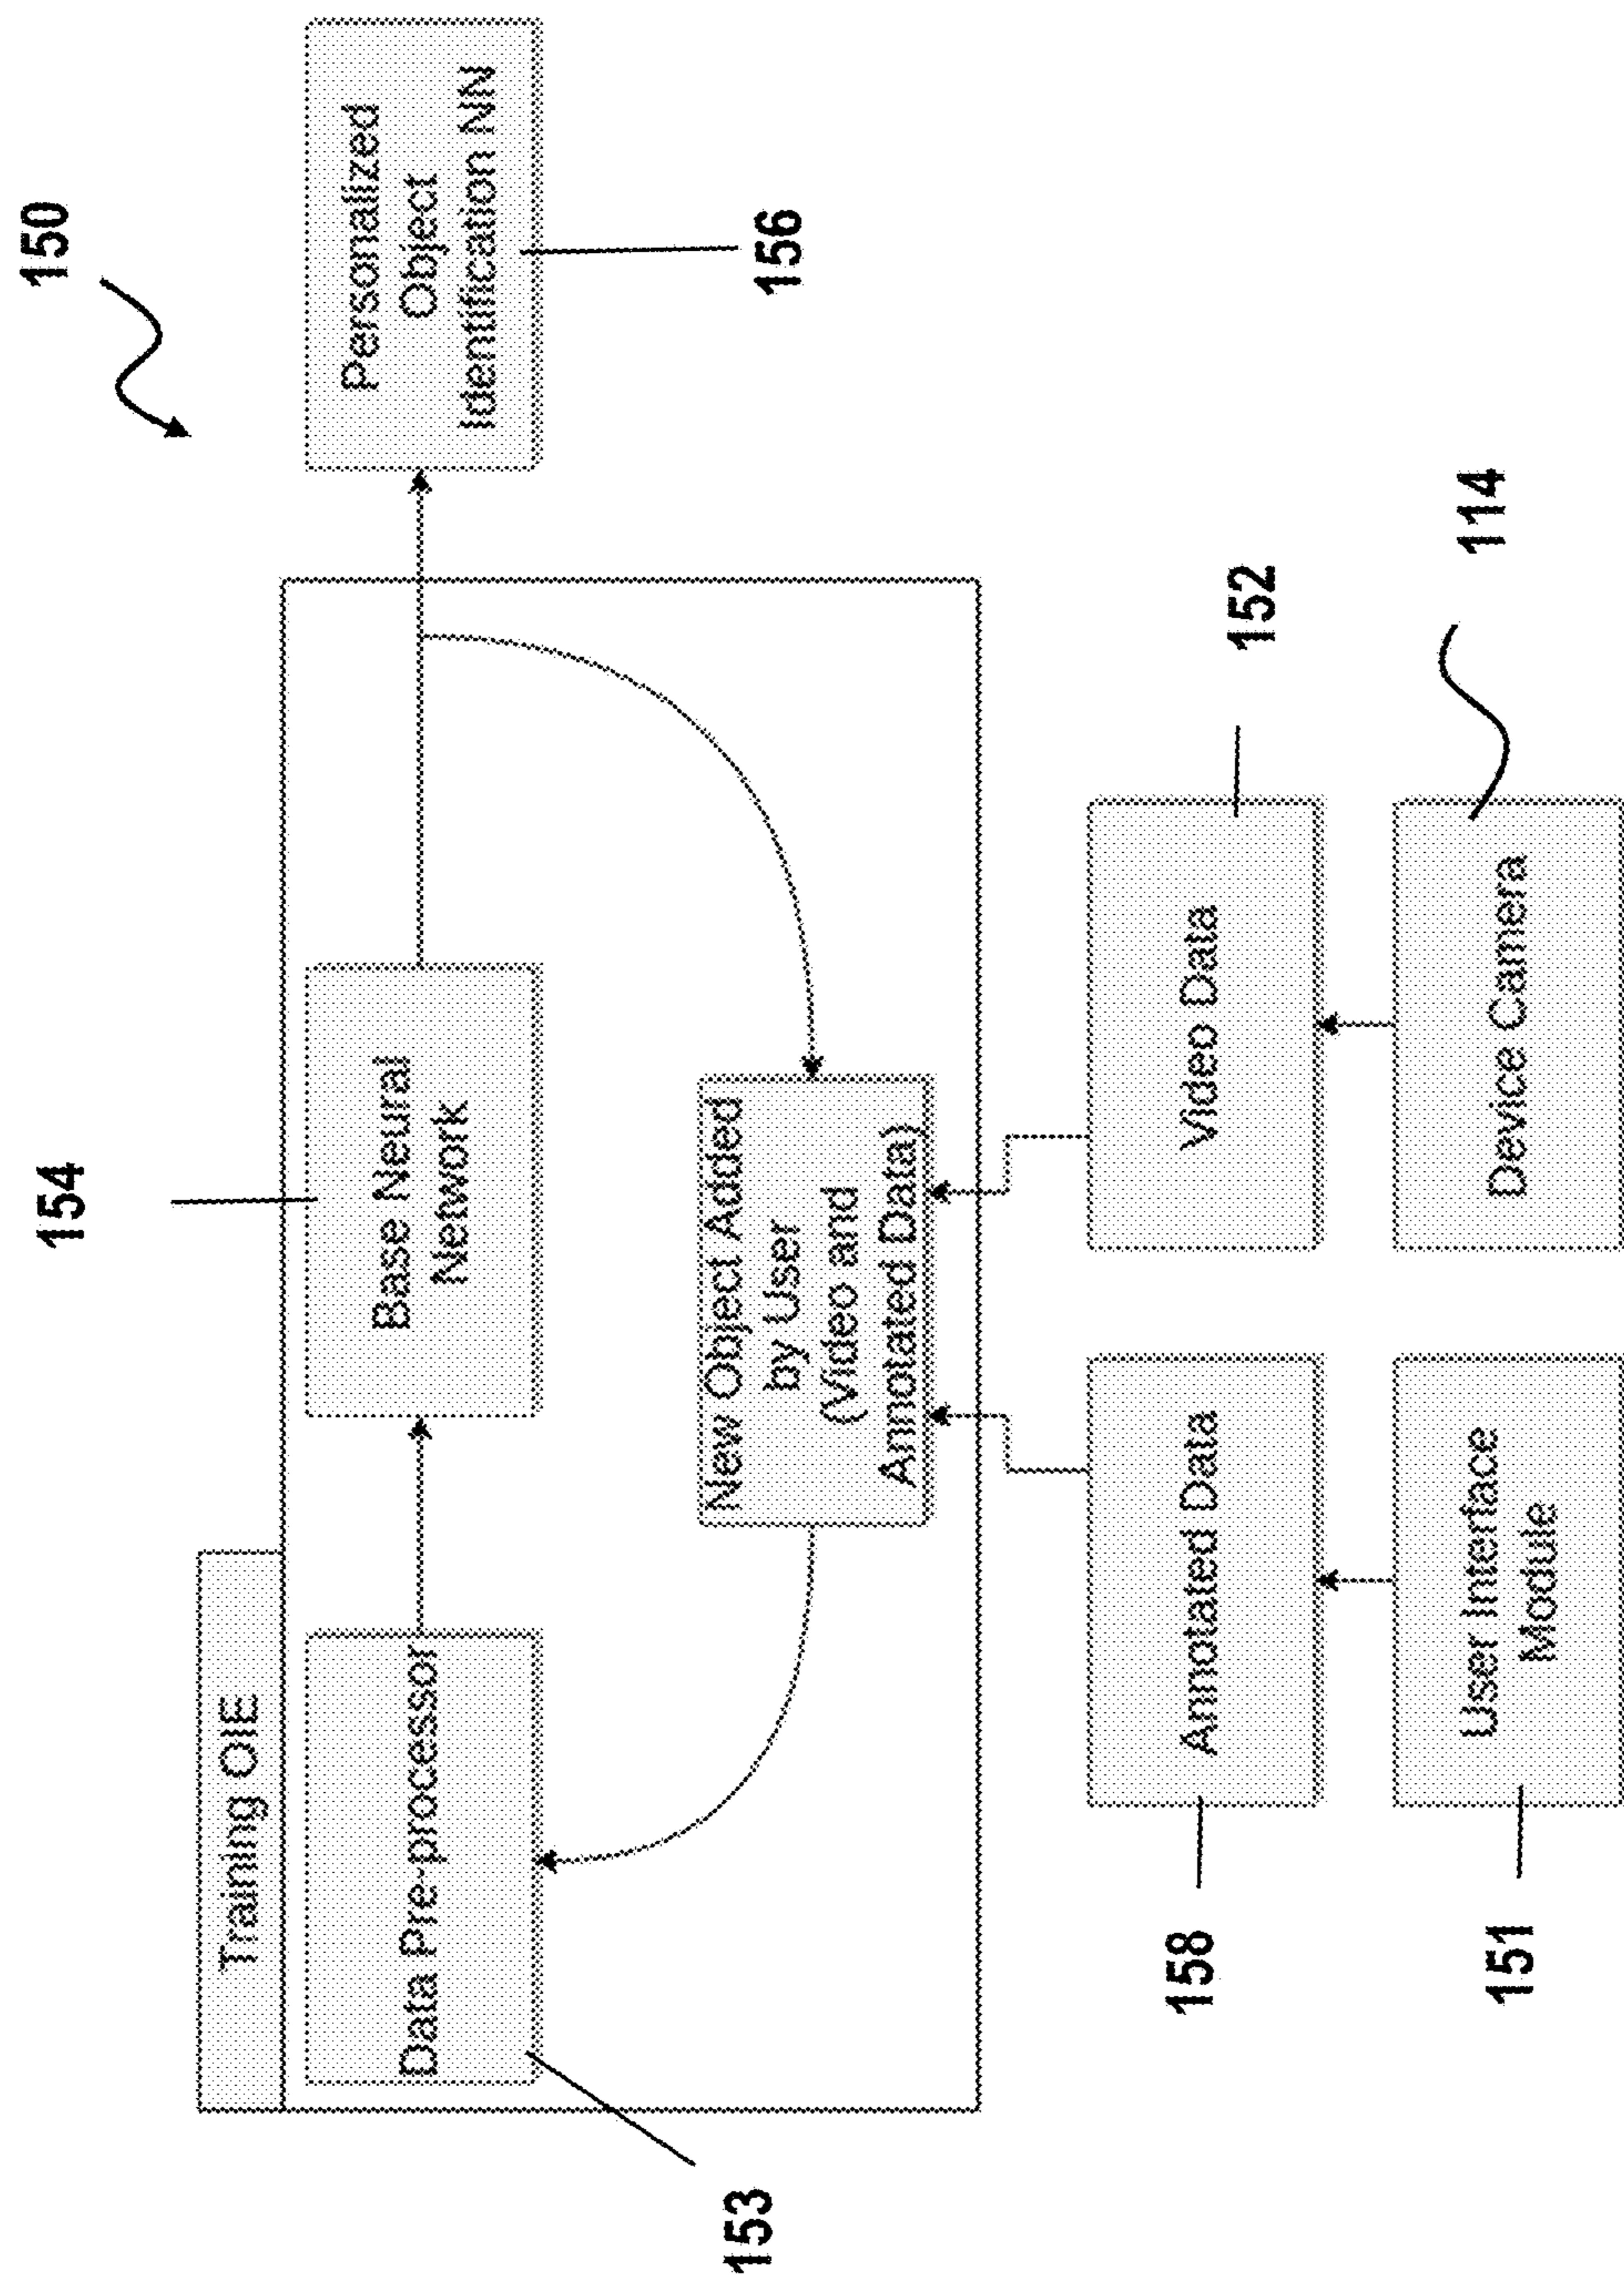 150
154
Training OIE
Data Pre-processor
Base Neural
Network
Personalized
Object
Identification NN
153
156
New Object Added
by User
(Video and
Annotated Data)
158
Annotated Data
Video Data
152
151
User Interface
Module
Device Camera
114